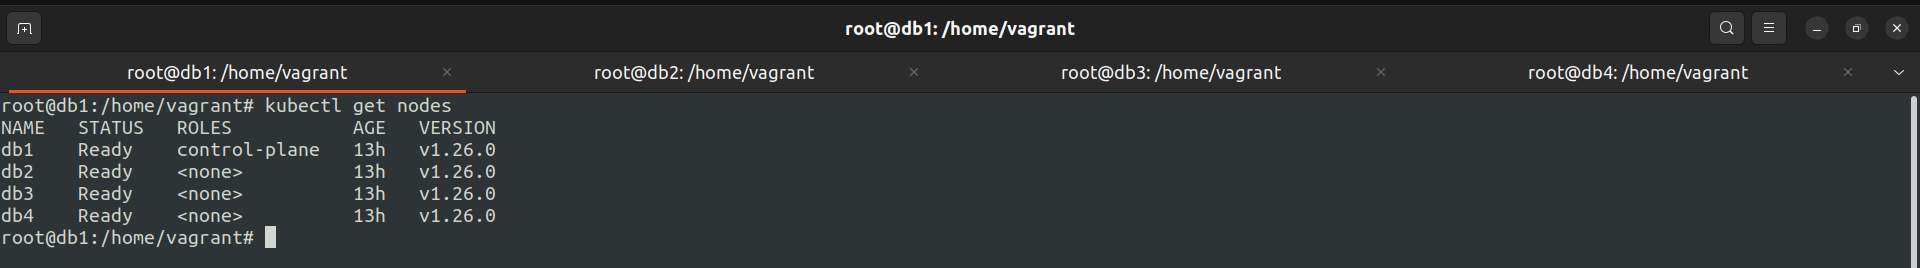 root@db1: /home/vagrant
root@db1: /home/vagrant root@db2: /home/vagrant root@db3: /home/vagrant root@db4: /home/vagrant
root@db1:/home/vagrant# kubectl get nodes
NAME   STATUS   ROLES           AGE   VERSION
db1    Ready    control-plane   13h   v1.26.0
db2    Ready    <none>          13h   v1.26.0
db3    Ready    <none>          13h   v1.26.0
db4    Ready    <none>          13h   v1.26.0
root@db1:/home/vagrant#